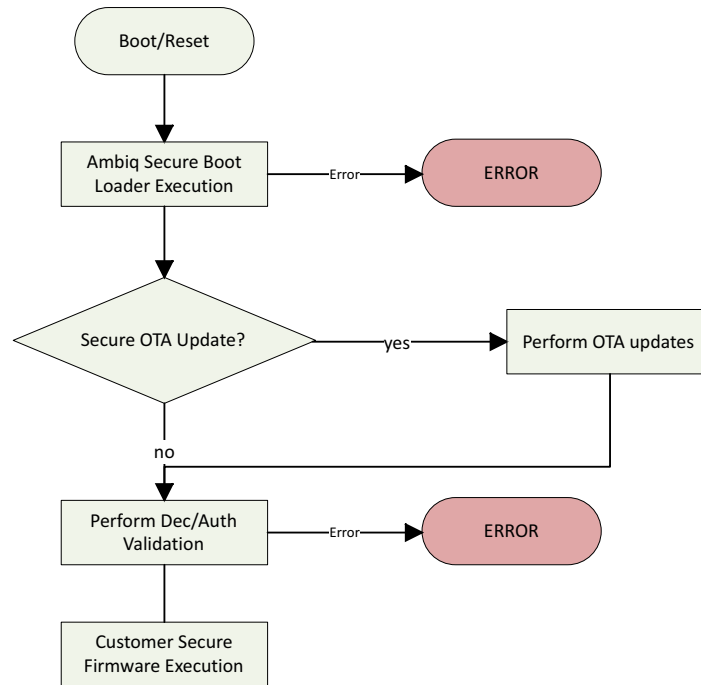 Boot/Reset
Ambiq Secure Boot
Loader Execution
Error
ERROR
Secure OTA Update?
yes
Perform OTA updates
no
Perform Dec/Auth
Validation
Error
ERROR
Customer Secure
Firmware Execution